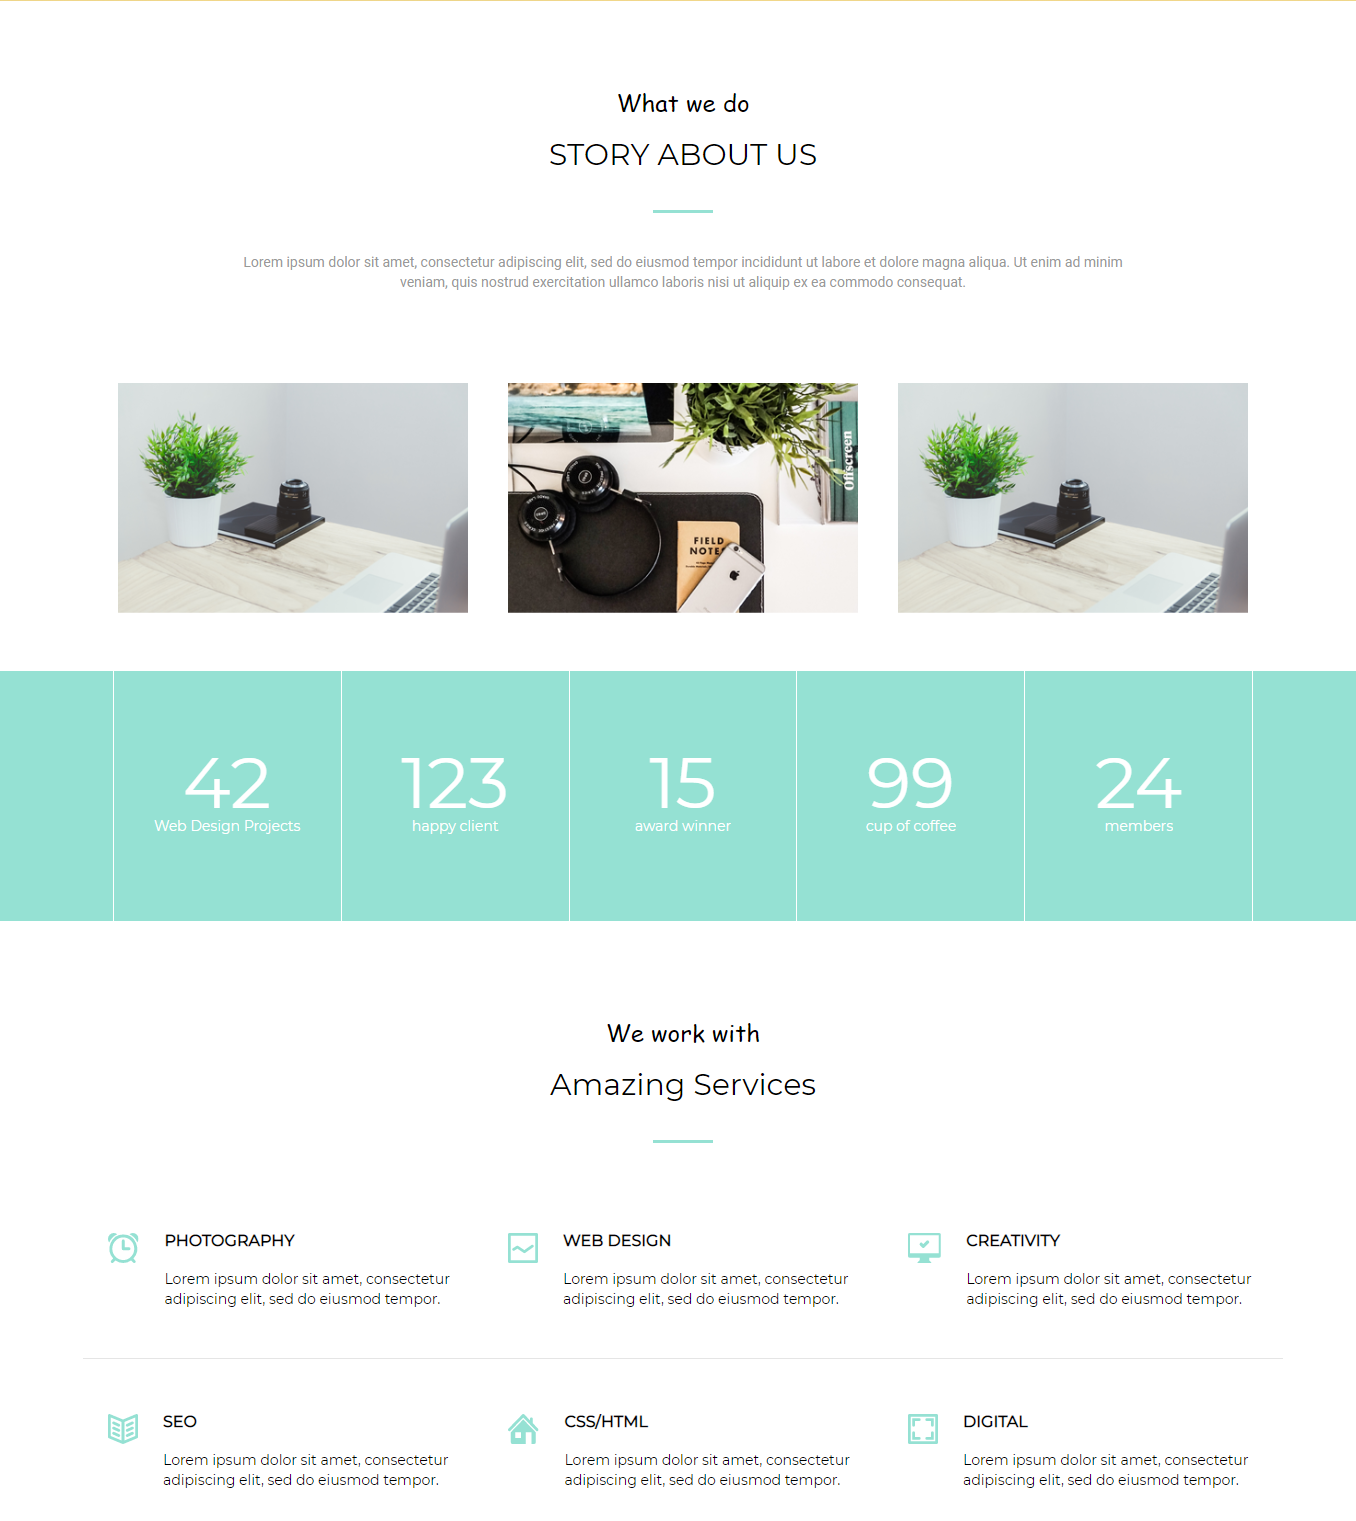 What we do
STORY ABOUT US
Lorem ipsum dolor sit amet, consectetur adipiscing elit, sed do eiusmod tempor incididunt ut labore et dolore magna aliqua. Ut enim ad minim
veniam, quis nostrud exercitation ullamco laboris nisi ut aliquip ex ea commodo consequat.
Offscreen
FIELD
NOTES
42
Web Design Projects
123
happy client
15
award winner
99
cup of coffee
24
members
We work with
Amazing Services
PHOTOGRAPHY
Lorem ipsum dolor sit amet, consectetur
adipiscing elit, sed do eiusmod tempor.
WEB DESIGN
Lorem ipsum dolor sit amet, consectetur
adipiscing elit, sed do eiusmod tempor.
CREATIVITY
Lorem ipsum dolor sit amet, consectetur
adipiscing elit, sed do eiusmod tempor.
SEO
Lorem ipsum dolor sit amet, consectetur
adipiscing elit, sed do eiusmod tempor.
CSS/HTML
Lorem ipsum dolor sit amet, consectetur
adipiscing elit, sed do eiusmod tempor.
DIGITAL
Lorem ipsum dolor sit amet, consectetur
adipiscing elit, sed do eiusmod tempor.